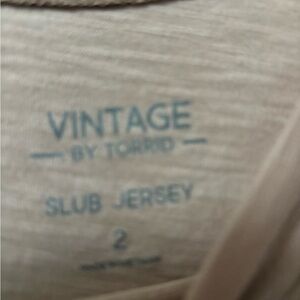 VINTAGE
BY TORRID
SLUB JERSEY
2